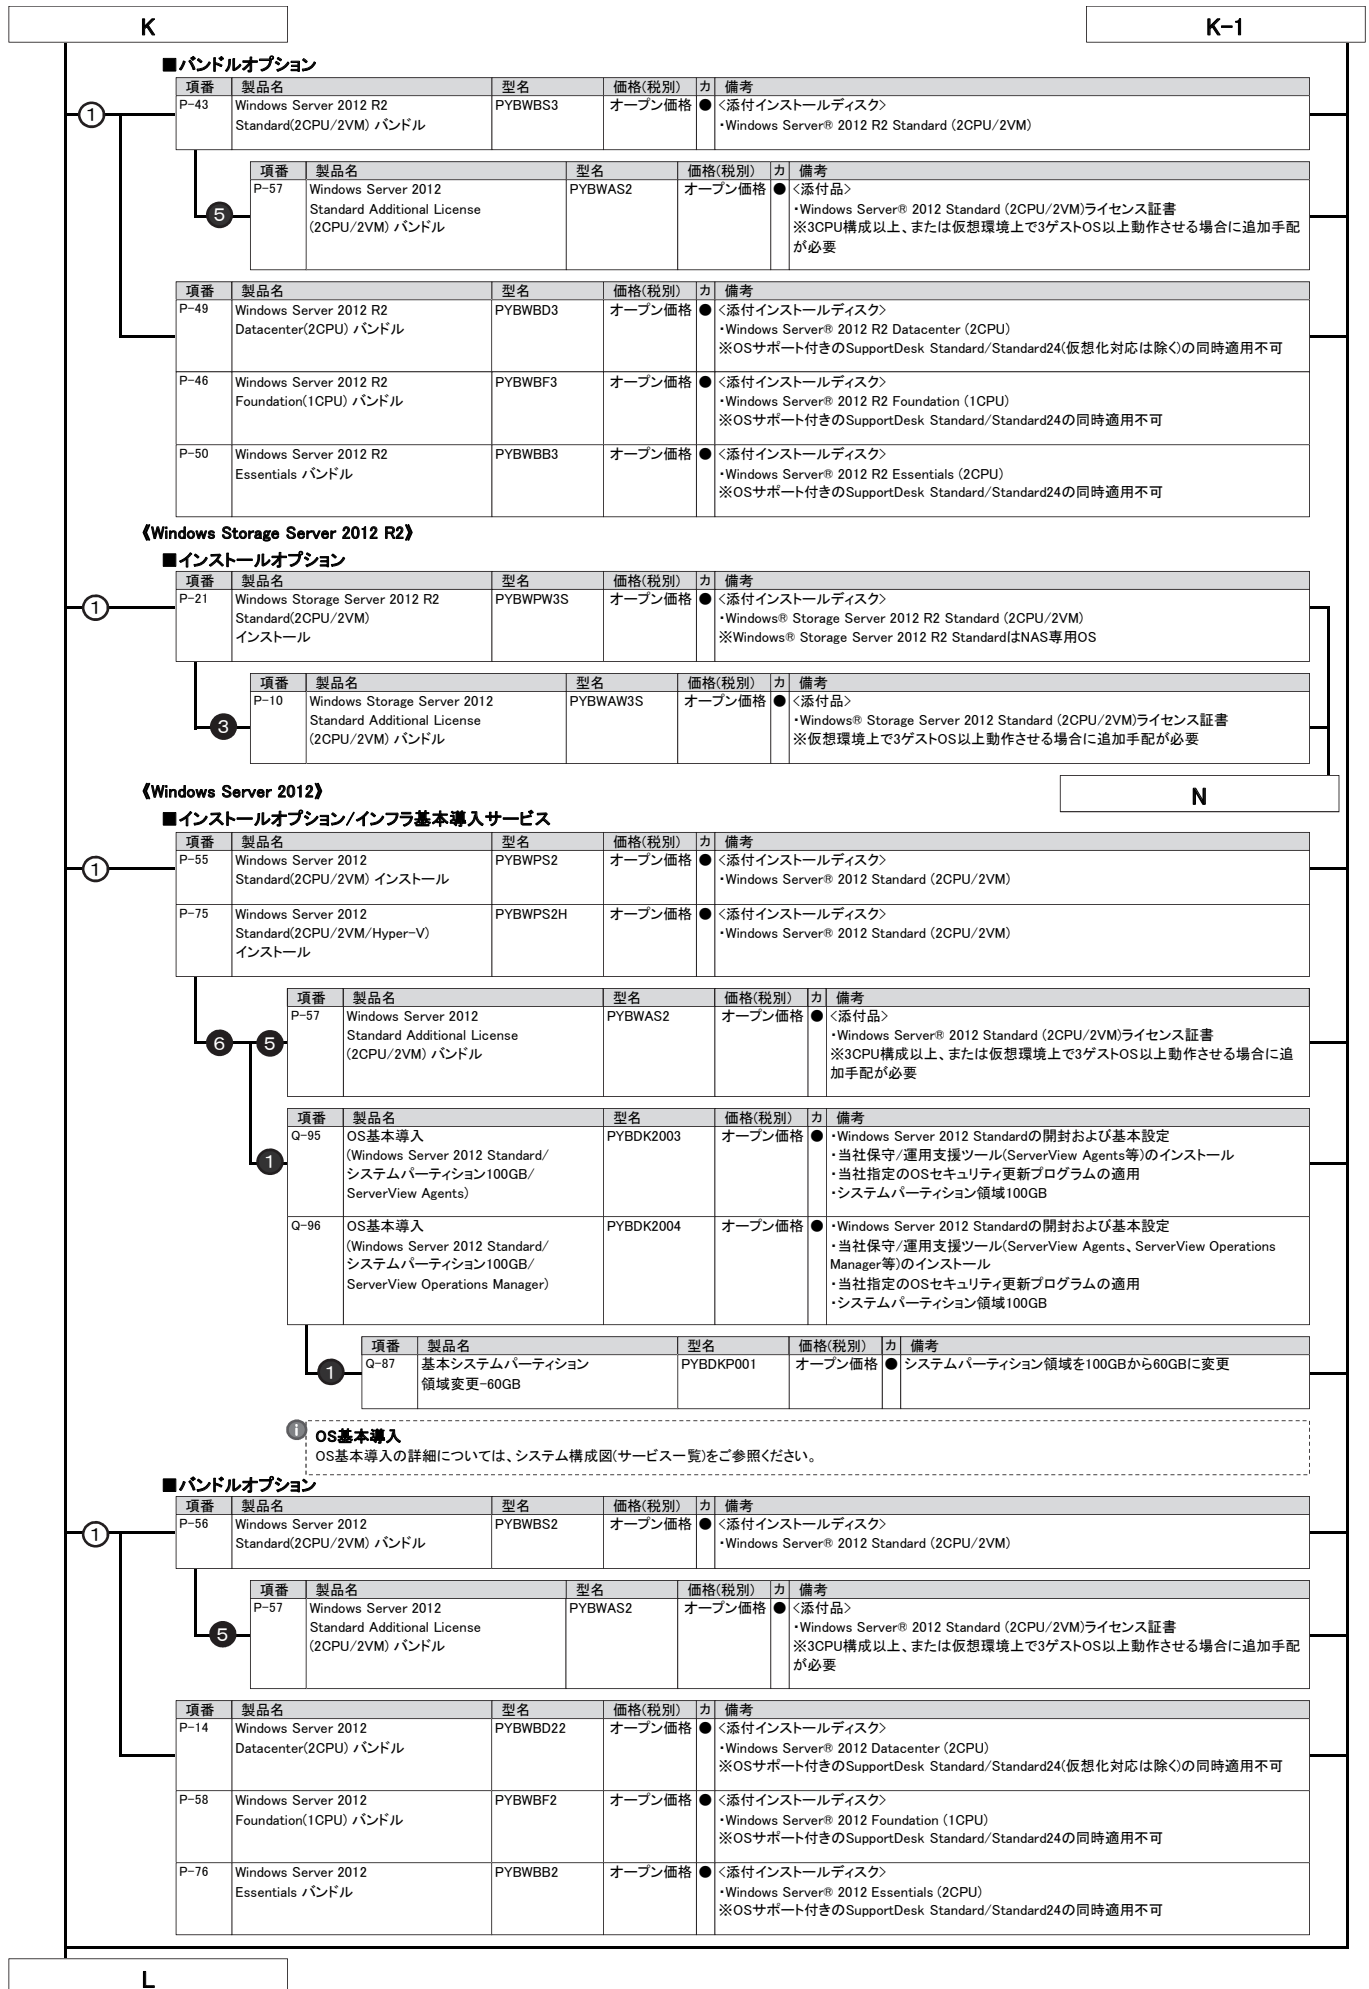 K
K-1
■バンドルオプション
項番 製品名 型名 価格(税別) カ 備考
P-43 Windows Server 2012 R2 PYBWBS3 オープン価格 ● <添付インストールディスク>
Standard(2CPU/2VM) バンドル ・Windows Server® 2012 R2 Standard (2CPU/2VM)
① 
項番 製品名 型名 価格(税別) カ 備考
P-57 Windows Server 2012 PYBWAS2 オープン価格 ● <添付品>
5 Standard Additional License ・Windows Server® 2012 Standard (2CPU/2VM)ライセンス証書
(2CPU/2VM) バンドル ※3CPU構成以上、または仮想環境上で3ゲストOS以上動作させる場合に追加手配
が必要
項番 製品名 型名 価格(税別) カ 備考
P-49 Windows Server 2012 R2 PYBWBD3 オープン価格 ● <添付インストールディスク>
Datacenter(2CPU) バンドル ・Windows Server® 2012 R2 Datacenter (2CPU)
※OSサポート付きのSupportDesk Standard/Standard24(仮想化対応は除く)の同時適用不可
P-46 Windows Server 2012 R2 PYBWBF3 オープン価格 ● <添付インストールディスク>
Foundation(1CPU) バンドル ・Windows Server® 2012 R2 Foundation (1CPU)
※OSサポート付きのSupportDesk Standard/Standard24の同時適用不可
P-50 Windows Server 2012 R2 PYBWBB3 オープン価格 ● <添付インストールディスク>
Essentials バンドル ・Windows Server® 2012 R2 Essentials (2CPU)
※OSサポート付きのSupportDesk Standard/Standard24の同時適用不可
《Windows Storage Server 2012 R2》
■インストールオプション
項番 製品名 型名 価格(税別) カ 備考
P-21 Windows Storage Server 2012 R2 PYBWPW3S オープン価格 ● <添付インストールディスク>
① Standard(2CPU/2VM) ・Windows® Storage Server 2012 R2 Standard (2CPU/2VM)
インストール ※Windows® Storage Server 2012 R2 StandardはNAS専用OS
項番 製品名 型名 価格(税別) カ 備考
P-10 Windows Storage Server 2012 PYBWAW3S オープン価格 ● <添付品>
3 Standard Additional License ・Windows® Storage Server 2012 Standard (2CPU/2VM)ライセンス証書
(2CPU/2VM) バンドル ※仮想環境上で3ゲストOS以上動作させる場合に追加手配が必要
《Windows Server 2012》
N
■インストールオプション/インフラ基本導入サービス
項番 製品名 型名 価格(税別) カ 備考
P-55 Windows Server 2012 PYBWPS2 オープン価格 ● <添付インストールディスク>
① Standard(2CPU/2VM) インストール ・Windows Server® 2012 Standard (2CPU/2VM)
P-75 Windows Server 2012 PYBWPS2H オープン価格 ● <添付インストールディスク>
Standard(2CPU/2VM/Hyper-V) ・Windows Server® 2012 Standard (2CPU/2VM)
インストール
項番 製品名 型名 価格(税別) カ 備考
P-57 Windows Server 2012 PYBWAS2 オープン価格 ● <添付品>
6 5 Standard Additional License ・Windows Server® 2012 Standard (2CPU/2VM)ライセンス証書
(2CPU/2VM) バンドル ※3CPU構成以上、または仮想環境上で3ゲストOS以上動作させる場合に追
加手配が必要
項番 製品名 型名 価格(税別) カ 備考
Q-95 OS基本導入 PYBDK2003 オープン価格 ● ・Windows Server 2012 Standardの開封および基本設定
1 (Windows Server 2012 Standard/ ・当社保守/運用支援ツール(ServerView Agents等)のインストール
システムパーティション100GB/ ・当社指定のOSセキュリティ更新プログラムの適用
ServerView Agents) ・システムパーティション領域100GB
Q-96 OS基本導入 PYBDK2004 オープン価格 ● ・Windows Server 2012 Standardの開封および基本設定
(Windows Server 2012 Standard/ ・当社保守/運用支援ツール(ServerView Agents、ServerView Operations
システムパーティション100GB/ Manager等)のインストール
ServerView Operations Manager) ・当社指定のOSセキュリティ更新プログラムの適用
・システムパーティション領域100GB
項番 製品名 型名 価格(税別) カ 備考
1 Q-87 基本システムパーティション PYBDKP001 オープン価格 ● システムパーティション領域を100GBから60GBに変更
領域変更-60GB
i OS基本導入
OS基本導入の詳細については、システム構成図(サービス一覧)をご参照ください。
■バンドルオプション
項番 製品名 型名 価格(税別) カ 備考
P-56 Windows Server 2012 PYBWBS2 オープン価格 ● <添付インストールディスク>
① Standard(2CPU/2VM) バンドル ・Windows Server® 2012 Standard (2CPU/2VM)
項番 製品名 型名 価格(税別) カ 備考
P-57 Windows Server 2012 PYBWAS2 オープン価格 ● <添付品>
5 Standard Additional License ・Windows Server® 2012 Standard (2CPU/2VM)ライセンス証書
(2CPU/2VM) バンドル ※3CPU構成以上、または仮想環境上で3ゲストOS以上動作させる場合に追加手配
が必要
項番 製品名 型名 価格(税別) カ 備考
P-14 Windows Server 2012 PYBWBD22 オープン価格 ● <添付インストールディスク>
Datacenter(2CPU) バンドル ・Windows Server® 2012 Datacenter (2CPU)
※OSサポート付きのSupportDesk Standard/Standard24(仮想化対応は除く)の同時適用不可
P-58 Windows Server 2012 PYBWBF2 オープン価格 ● <添付インストールディスク>
Foundation(1CPU) バンドル ・Windows Server® 2012 Foundation (1CPU)
※OSサポート付きのSupportDesk Standard/Standard24の同時適用不可
P-76 Windows Server 2012 PYBWBB2 オープン価格 ● <添付インストールディスク>
Essentials バンドル ・Windows Server® 2012 Essentials (2CPU)
※OSサポート付きのSupportDesk Standard/Standard24の同時適用不可
L